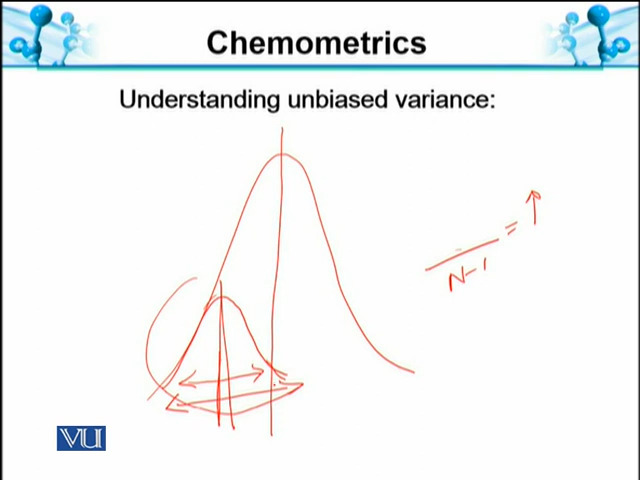 Chemometrics
Understanding unbiased variance:
N-1
= ↑
VU